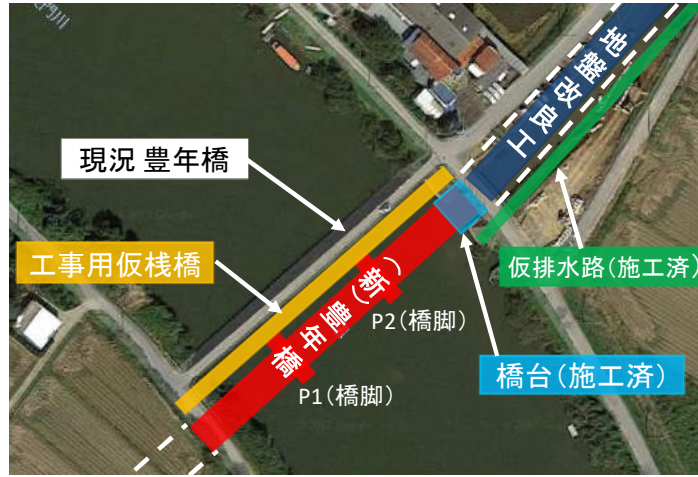 門川
地盤改良工
現況 豊年橋
工事用仮桟橋
(新)豊年橋
仮排水路(施工済)
P2(橋脚)
橋台(施工済)
P1(橋脚)